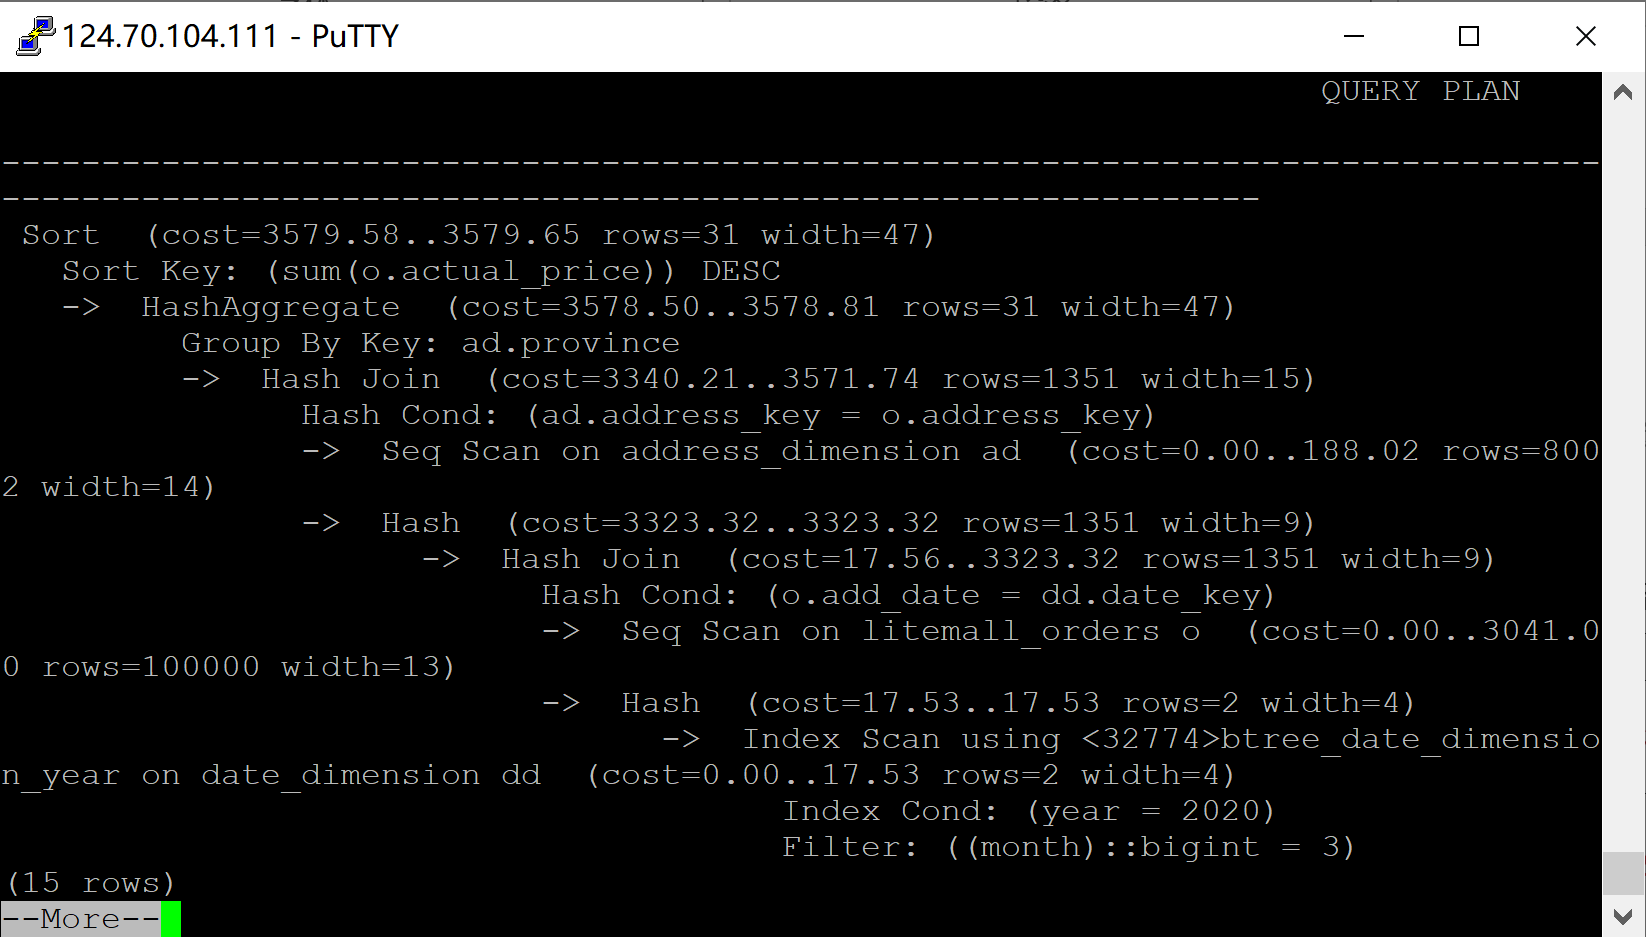 124.70.104.111 - PuTTY
QUERY PLAN
--------------------------------------------------------------------------------
---------------------------------------------------------------
Sort  (cost=3579.58..3579.65 rows=31 width=47)
Sort Key: (sum(o.actual_price)) DESC
->  HashAggregate  (cost=3578.50..3578.81 rows=31 width=47)
Group By Key: ad.province
->  Hash Join  (cost=3340.21..3571.74 rows=1351 width=15)
Hash Cond: (ad.address_key = o.address_key)
->  Seq Scan on address_dimension ad  (cost=0.00..188.02 rows=800
2 width=14)
->  Hash  (cost=3323.32..3323.32 rows=1351 width=9)
->  Hash Join  (cost=17.56..3323.32 rows=1351 width=9)
Hash Cond: (o.add_date = dd.date_key)
->  Seq Scan on litemall_orders o  (cost=0.00..3041.0
0 rows=100000 width=13)
->  Hash  (cost=17.53..17.53 rows=2 width=4)
->  Index Scan using <32774>btree_date_dimensio
n_year on date_dimension dd  (cost=0.00..17.53 rows=2 width=4)
Index Cond: (year = 2020)
Filter: ((month)::bigint = 3)
(15 rows)
--More--